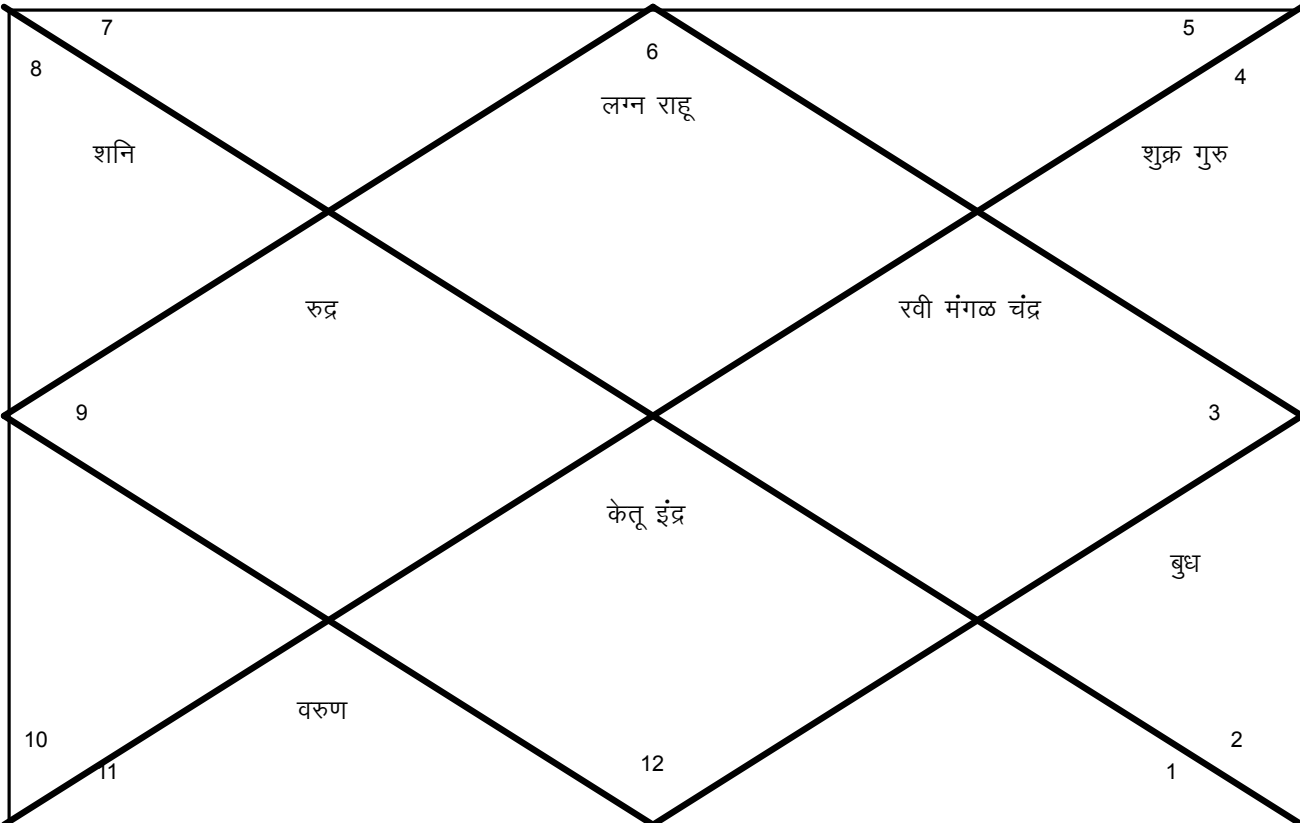 7
6
5
8
4
लग्न राहू
शनि
शुक्र गुरु
रुद्र
रवी मंगळ चंद्र
9
3
केतू इंद्र
बुध
वरुण
10
12
2
11
1